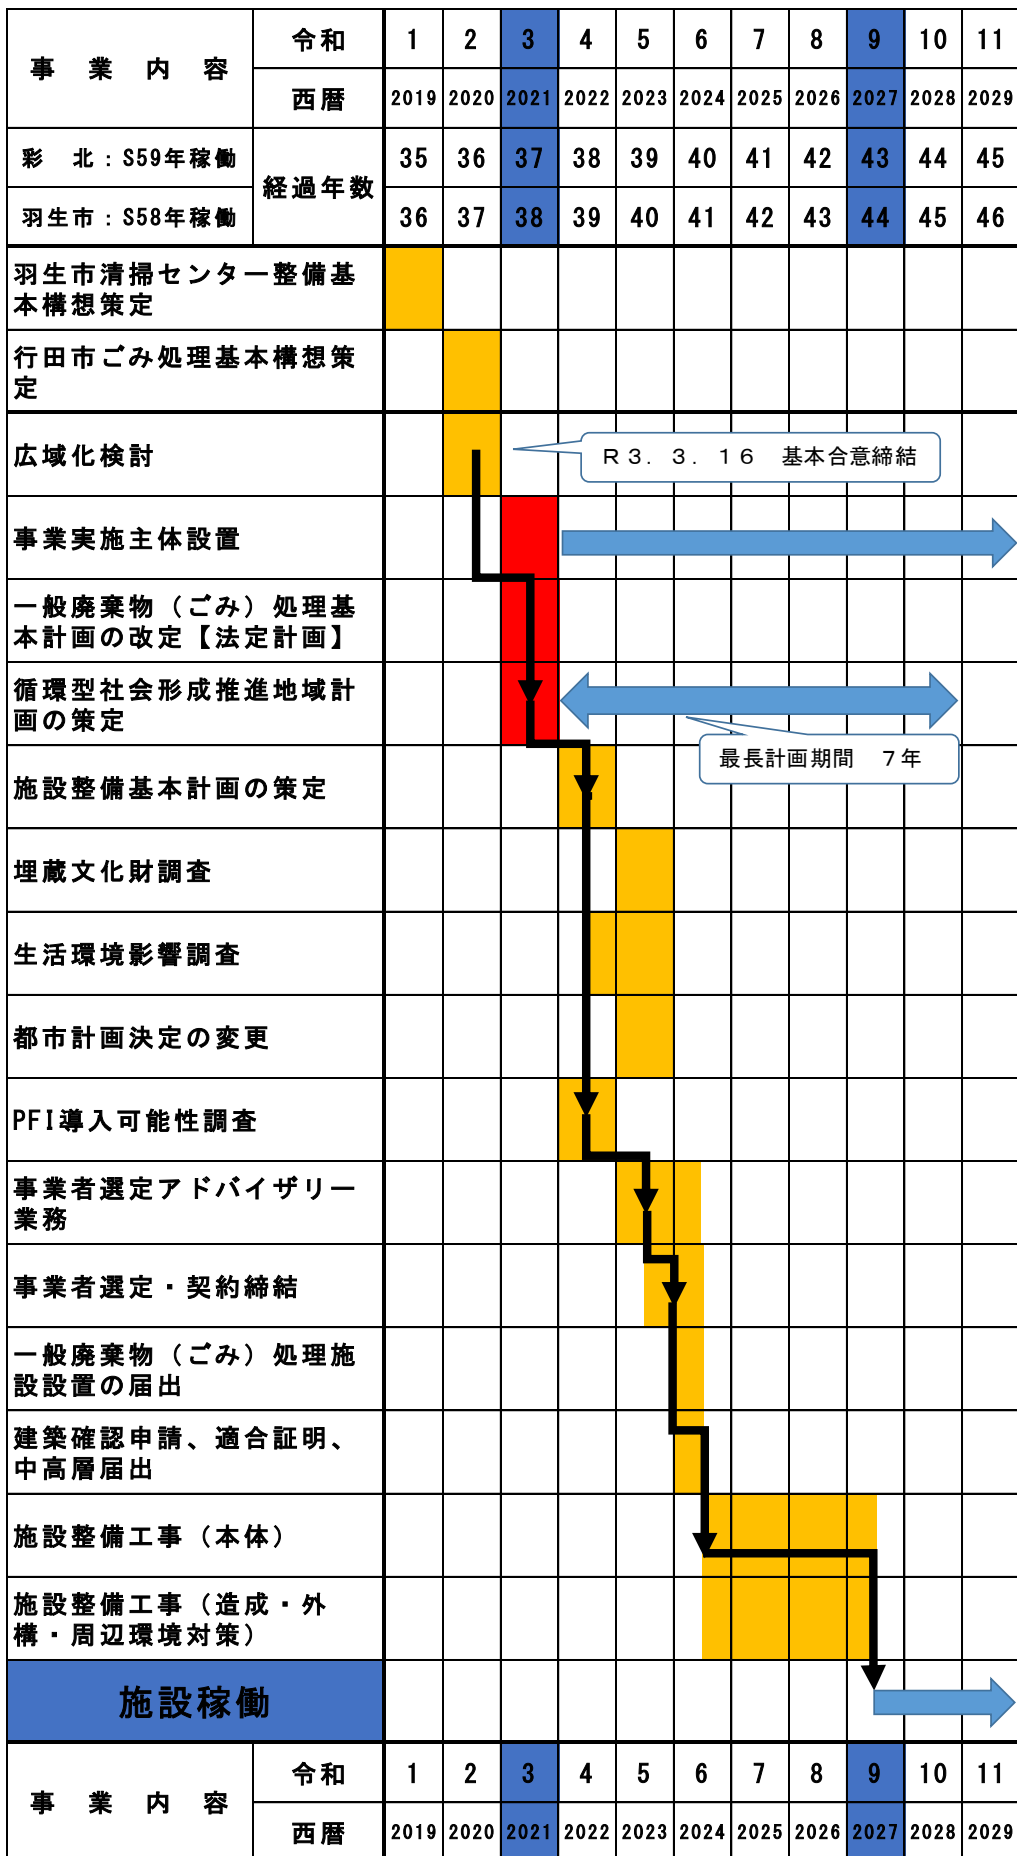 事 業 内 容 令和 1 2 3 4 5 6 7 8 9 10 11
西暦 2019 2020 2021 2022 2023 2024 2025 2026 2027 2028 2029
彩 北：S59年稼働 経過年数 35 36 37 38 39 40 41 42 43 44 45
羽生市：S58年稼働 36 37 38 39 40 41 42 43 44 45 46
羽生市清掃センター整備基
本構想策定
行田市ごみ処理基本構想策
定
広域化検討
Ｒ３．３．１６ 基本合意締結
事業実施主体設置
一般廃棄物（ごみ）処理基
本計画の改定【法定計画】
循環型社会形成推進地域計
画の策定
最長計画期間 ７年
施設整備基本計画の策定
埋蔵文化財調査
生活環境影響調査
都市計画決定の変更
PFI導入可能性調査
事業者選定アドバイザリー
業務
事業者選定・契約締結
一般廃棄物（ごみ）処理施
設設置の届出
建築確認申請、適合証明、
中高層届出
施設整備工事（本体）
施設整備工事（造成・外
構・周辺環境対策）
施設稼働
事 業 内 容 令和 1 2 3 4 5 6 7 8 9 10 11
西暦 2019 2020 2021 2022 2023 2024 2025 2026 2027 2028 2029